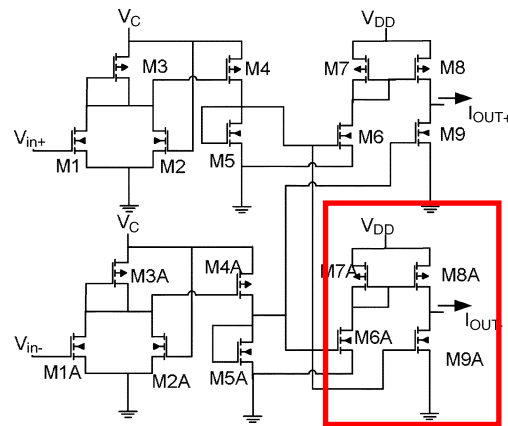 V_C
V_DD
M3
M4
M7
M8
I_OUT+
V_in+
M1
M2
M5
M6
M9
V_C
V_DD
M3A
M4A
M7A
M8A
I_OUT-
V_in-
M1A
M2A
M5A
M6A
M9A